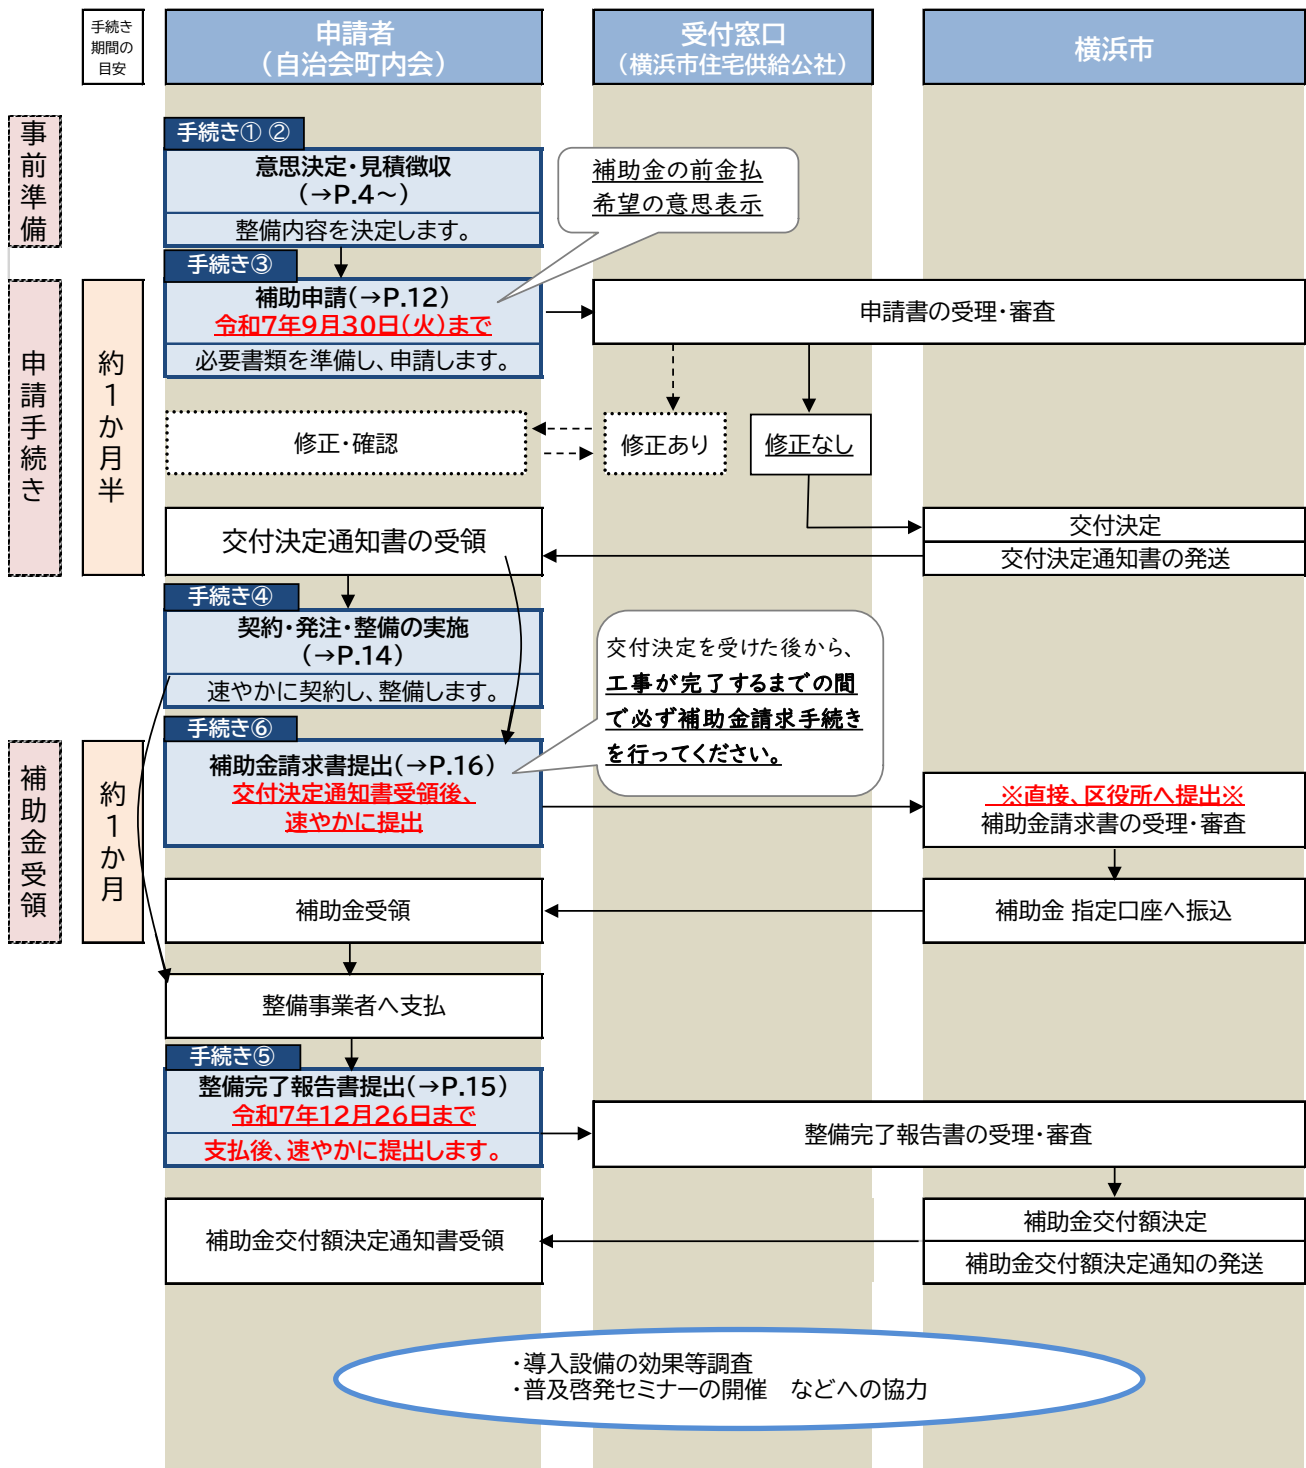 手続き
期間の
目安
申請者
（自治会町内会）
受付窓口
（横浜市住宅供給公社）
横浜市
事前準備
手続き① ②
意思決定・見積徴収
（→P.4～）
整備内容を決定します。
補助金の前金払
希望の意思表示
申請手続き
約1か月半
手続き③
補助申請（→P.12）
令和7年9月30日（火）まで
必要書類を準備し、申請します。
申請書の受理・審査
修正・確認
修正あり
修正なし
交付決定通知書の受領
交付決定
交付決定通知書の発送
手続き④
契約・発注・整備の実施
（→P.14）
速やかに契約し、整備します。
交付決定を受けた後から、
工事が完了するまでの間
で必ず補助金請求手続き
を行ってください。
補助金受領
約1か月
手続き⑥
補助金請求書提出（→P.16）
交付決定通知書受領後、
速やかに提出
※直接、区役所へ提出※
補助金請求書の受理・審査
補助金受領
補助金 指定口座へ振込
整備事業者へ支払
手続き⑤
整備完了報告書提出（→P.15）
令和7年12月26日まで
支払後、速やかに提出します。
整備完了報告書の受理・審査
補助金交付額決定通知書受領
補助金交付額決定
補助金交付額決定通知の発送
・導入設備の効果等調査
・普及啓発セミナーの開催　などへの協力